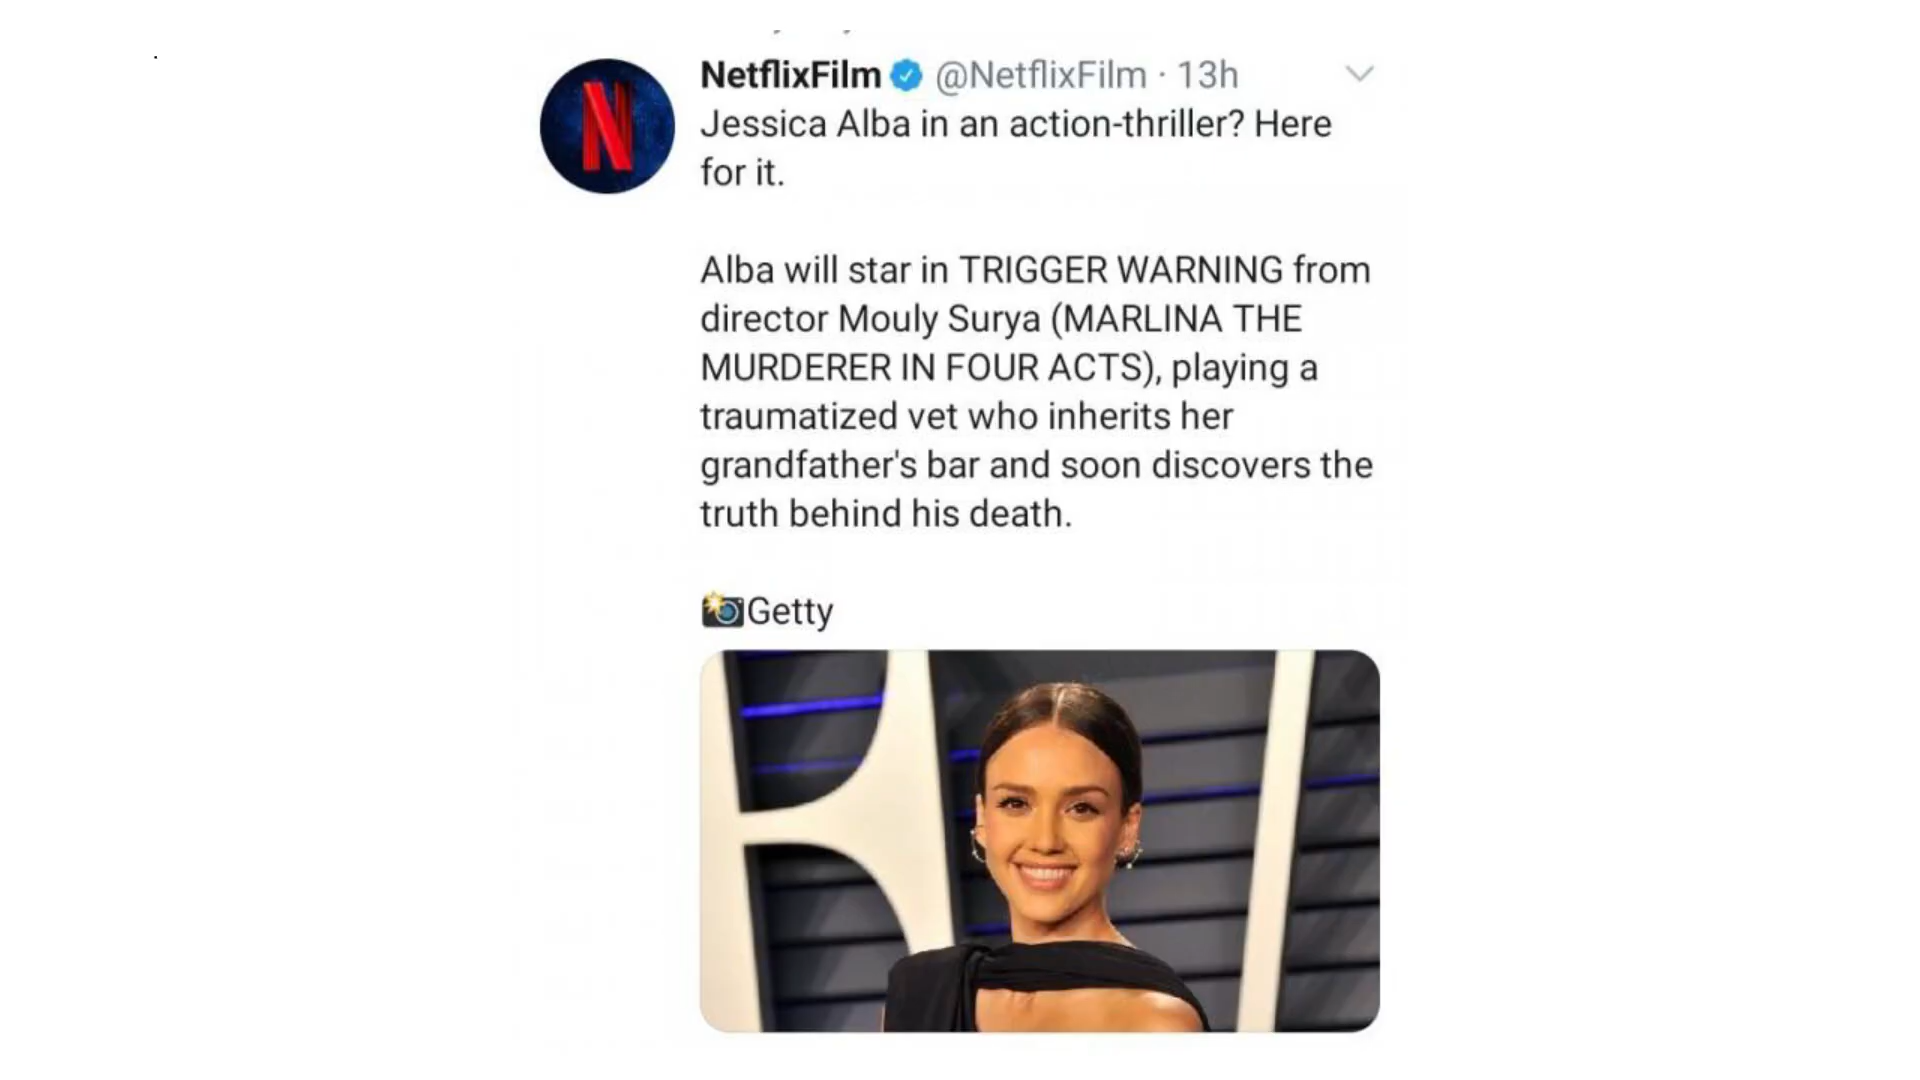 NetflixFilm @NetflixFilm · 13h
Jessica Alba in an action-thriller? Here
for it.
Alba will star in TRIGGER WARNING from
director Mouly Surya (MARLINA THE
MURDERER IN FOUR ACTS), playing a
traumatized vet who inherits her
grandfather's bar and soon discovers the
truth behind his death.
📸Getty